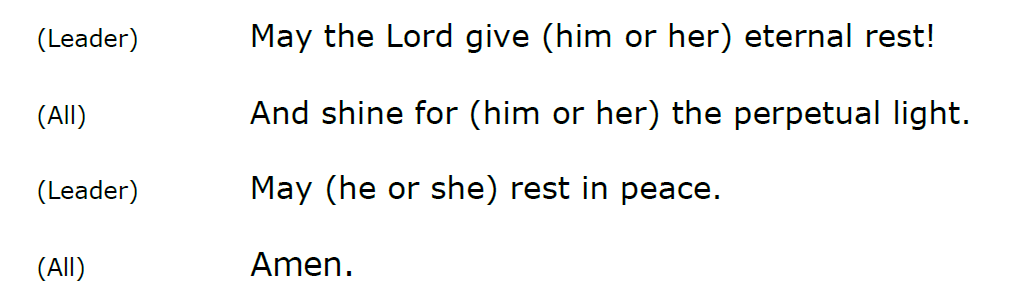 (Leader) May the Lord give (him or her) eternal rest!
(All) And shine for (him or her) the perpetual light.
(Leader) May (he or she) rest in peace.
(All) Amen.